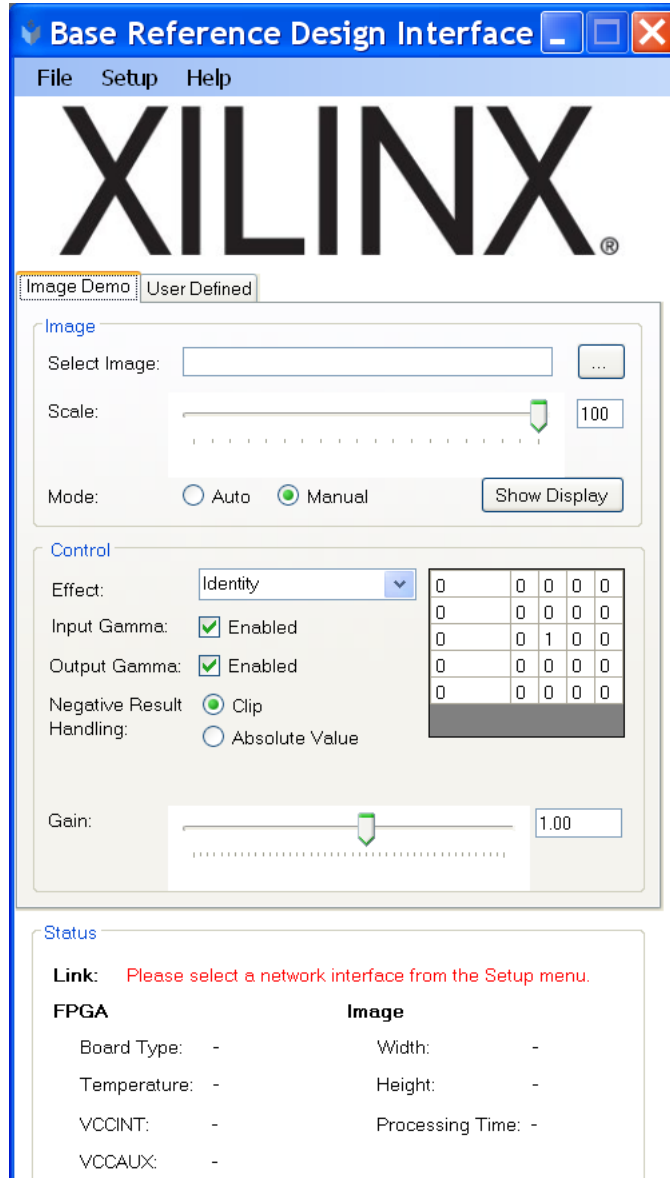 Base Reference Design Interface
File Setup Help
XILINX®
Image Demo User Defined
Image
Select Image: ...
Scale: 100
Mode: Auto Manual Show Display
Control
Effect: Identity
Input Gamma: Enabled
Output Gamma: Enabled
Negative Result Handling: Clip
Absolute Value
0 0 0 0 0
0 0 0 0 0
0 0 1 0 0
0 0 0 0 0
0 0 0 0 0
Gain: 1.00
Status
Link: Please select a network interface from the Setup menu.
FPGA Image
Board Type: - Width: -
Temperature: - Height: -
VCCINT: - Processing Time: -
VCCAUX: -